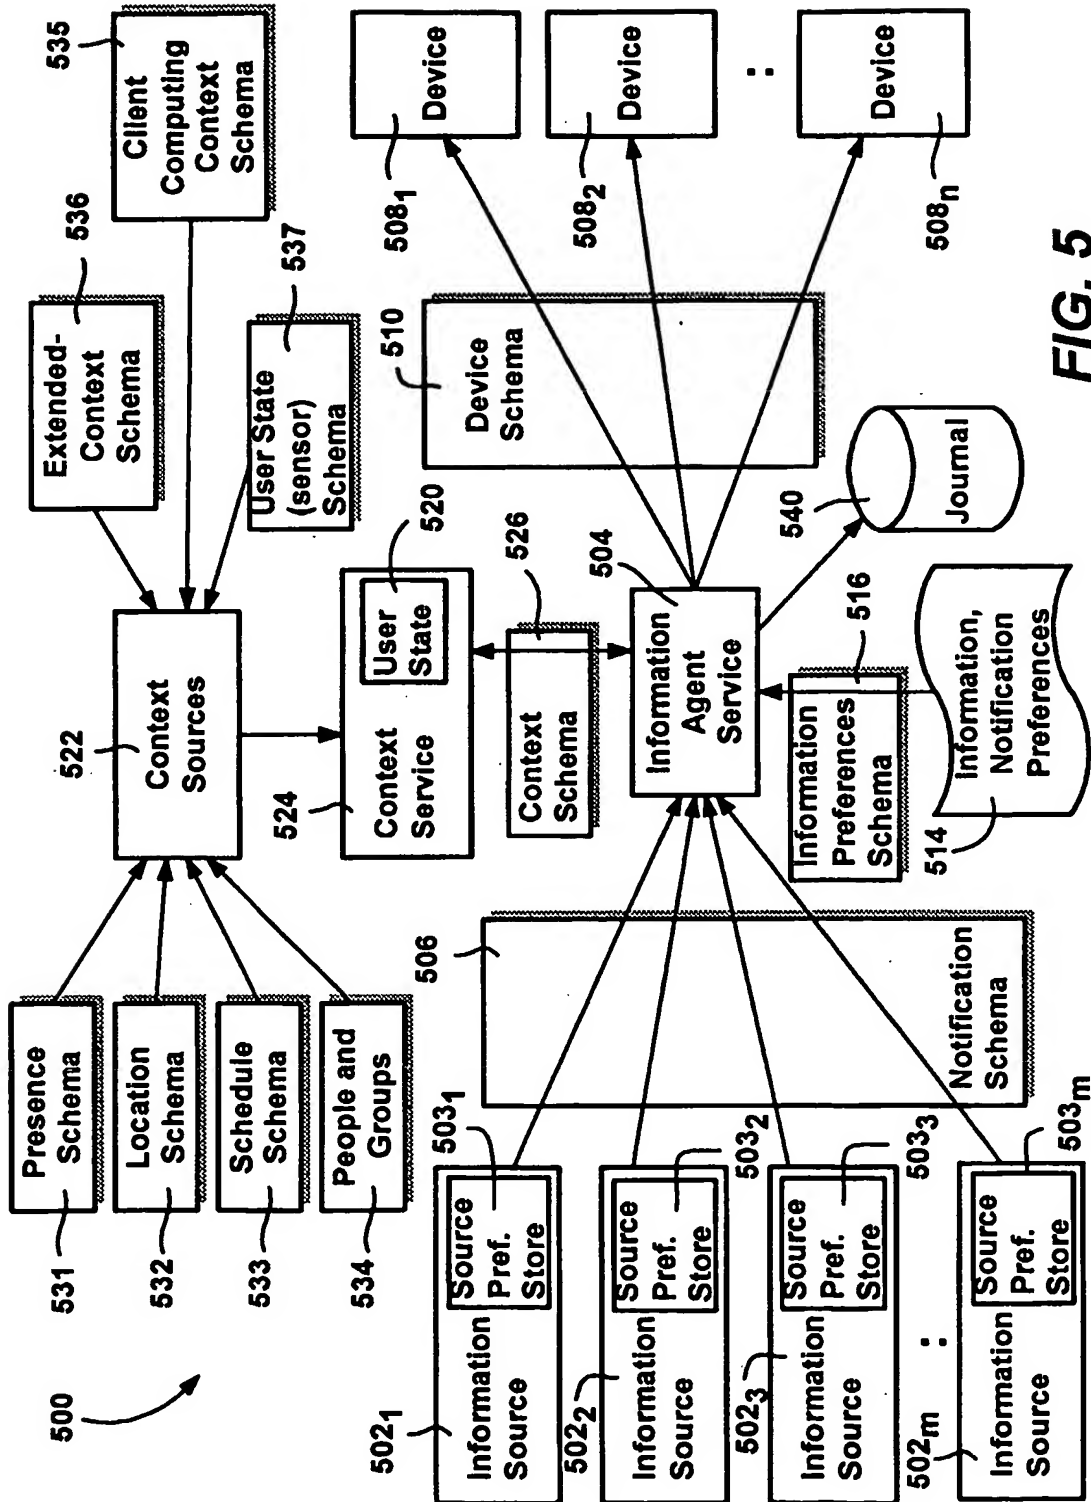 500
531
Presence
Schema
532
Location
Schema
533
Schedule
Schema
534
People and
Groups
522
Context
Sources
Extended-
Context
Schema
536
Client
Computing
Context
Schema
535
User State
(sensor)
Schema
537
524
Context
Service
User
State
520
Context
Schema
526
502₁
Information
Source
Source
Pref.
Store
503₁
502₂
Information
Source
Source
Pref.
Store
503₂
502₃
Information
Source
Source
Pref.
Store
503₃
:
502m
Information
Source
Source
Pref.
Store
503m
506
Notification
Schema
Information
Agent
Service
504
Information
Preferences
Schema
516
514
Information,
Notification
Preferences
540
Journal
510
Device
Schema
508₁
Device
508₂
Device
:
508n
Device
FIG. 5